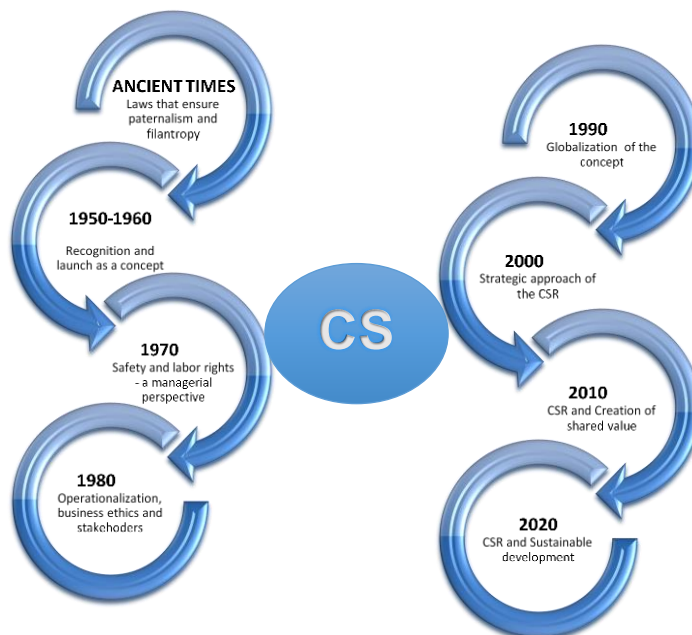 ANCIENT TIMES
Laws that ensure
paternalism and
filantropy
1950-1960
Recognition and
launch as a concept
1970
Safety and labor rights
- a managerial
perspective
1980
Operationalization,
business ethics and
stakehoders
CS
1990
Globalization of the
concept
2000
Strategic approach of
the CSR
2010
CSR and Creation of
shared value
2020
CSR and Sustainable
development